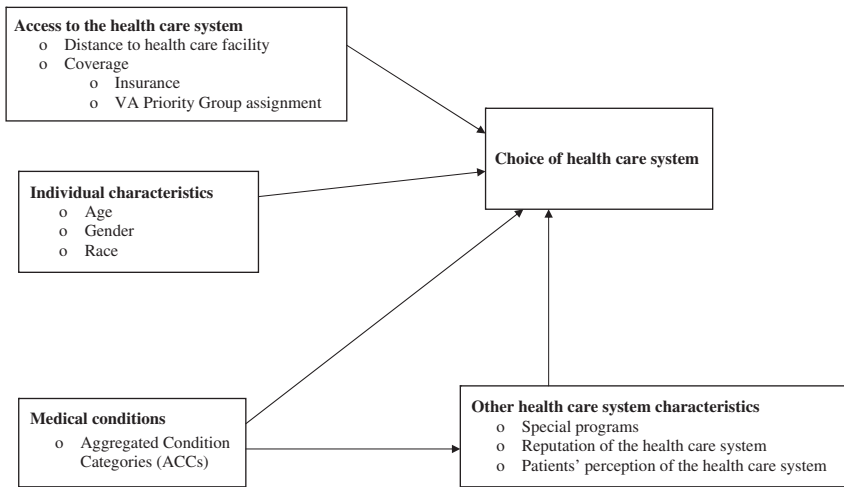 Access to the health care system
o Distance to health care facility
o Coverage
o Insurance
o VA Priority Group assignment
Choice of health care system
Individual characteristics
o Age
o Gender
o Race
Medical conditions
o Aggregated Condition
Categories (ACCs)
Other health care system characteristics
o Special programs
o Reputation of the health care system
o Patients’ perception of the health care system